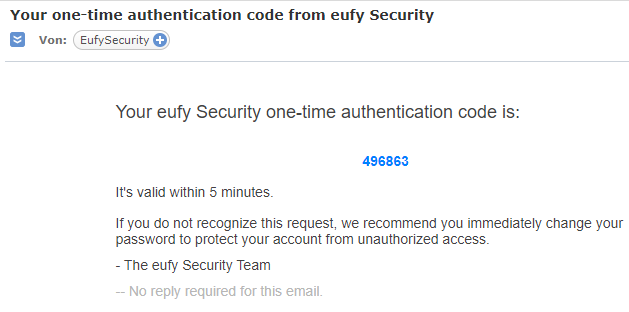 Your one-time authentication code from eufy Security
Von: EufySecurity
Your eufy Security one-time authentication code is:
496863
It's valid within 5 minutes.
If you do not recognize this request, we recommend you immediately change your
password to protect your account from unauthorized access.
- The eufy Security Team
-- No reply required for this email.